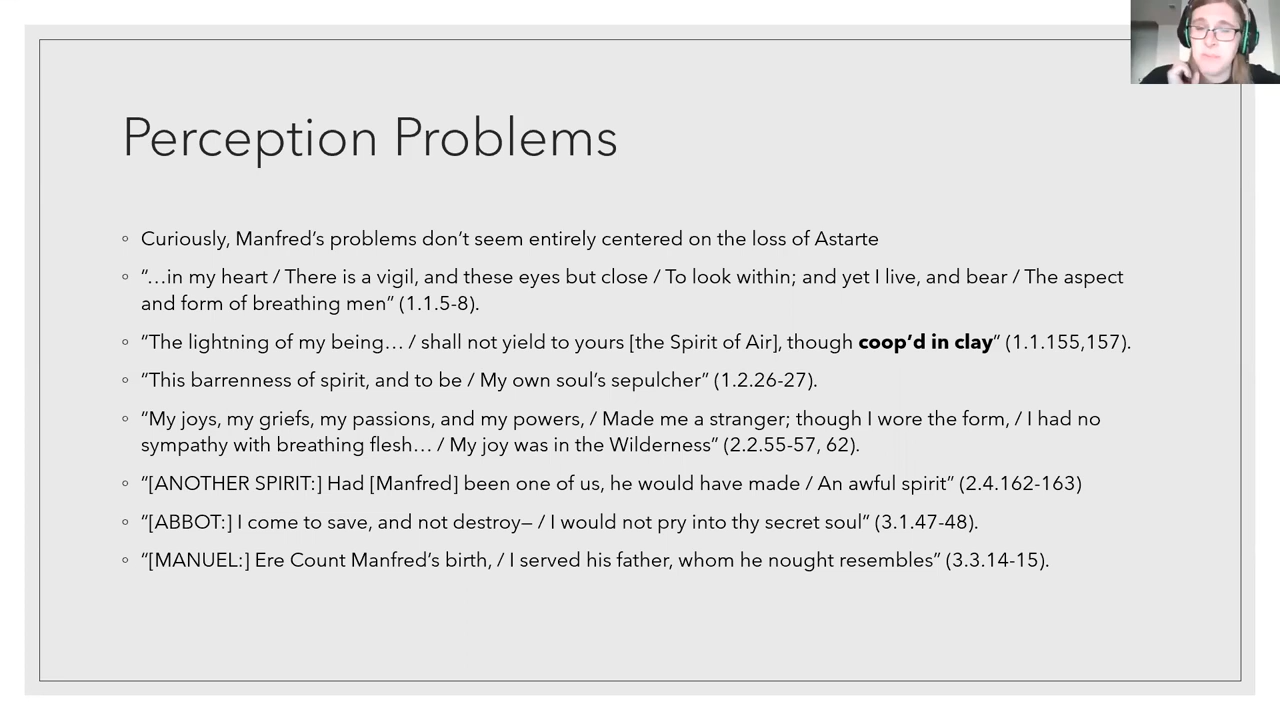 Perception Problems
◦ Curiously, Manfred’s problems don’t seem entirely centered on the loss of Astarte
◦ “…in my heart / There is a vigil, and these eyes but close / To look within; and yet I live, and bear / The aspect
and form of breathing men” (1.1.5-8).
◦ “The lightning of my being… / shall not yield to yours [the Spirit of Air], though coop’d in clay” (1.1.155,157).
◦ “This barrenness of spirit, and to be / My own soul’s sepulcher” (1.2.26-27).
◦ “My joys, my griefs, my passions, and my powers, / Made me a stranger; though I wore the form, / I had no
sympathy with breathing flesh… / My joy was in the Wilderness” (2.2.55-57, 62).
◦ “[ANOTHER SPIRIT:] Had [Manfred] been one of us, he would have made / An awful spirit” (2.4.162-163)
◦ “[ABBOT:] I come to save, and not destroy— / I would not pry into thy secret soul” (3.1.47-48).
◦ “[MANUEL:] Ere Count Manfred’s birth, / I served his father, whom he nought resembles” (3.3.14-15).